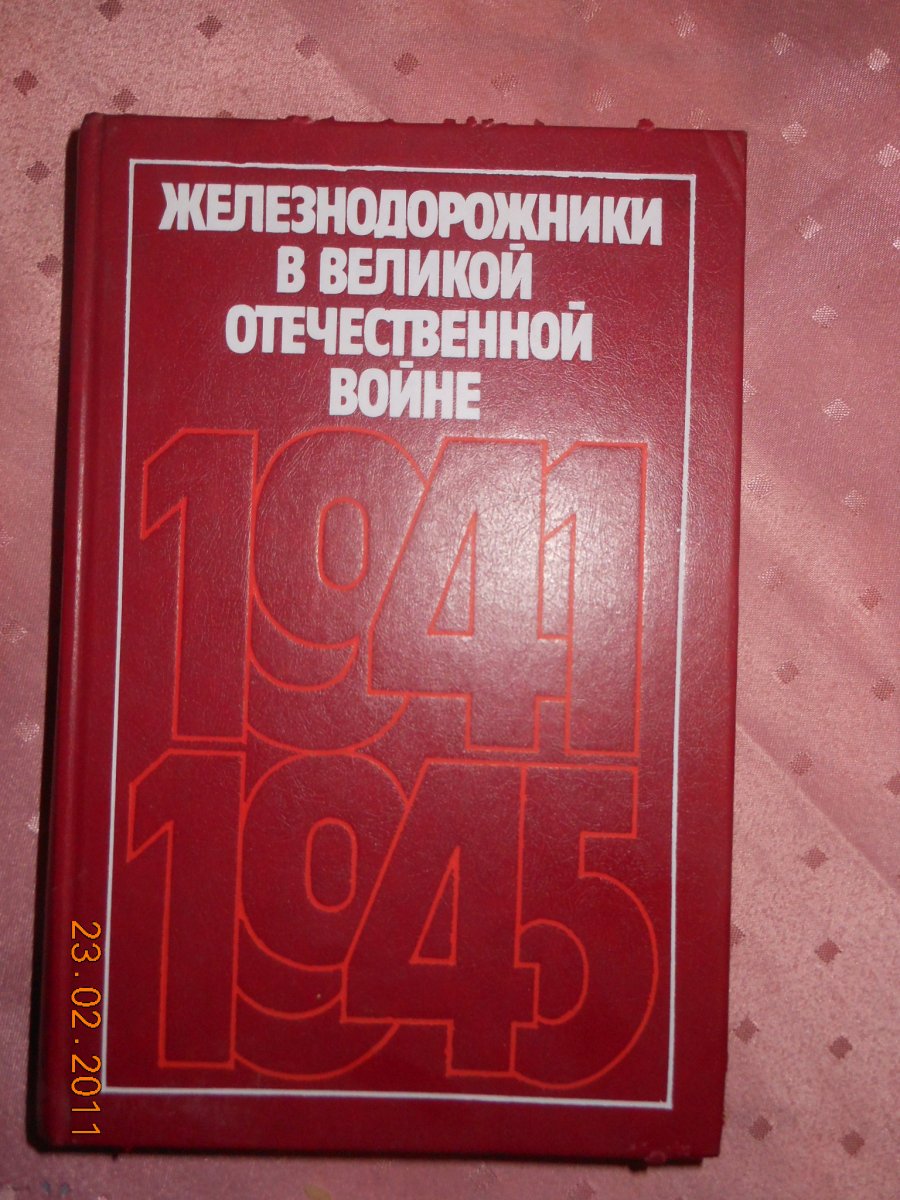 ЖЕЛЕЗНОДОРОЖНИКИ
В ВЕЛИКОЙ
ОТЕЧЕСТВЕННОЙ
ВОЙНЕ
1941
1945
23.02.2011